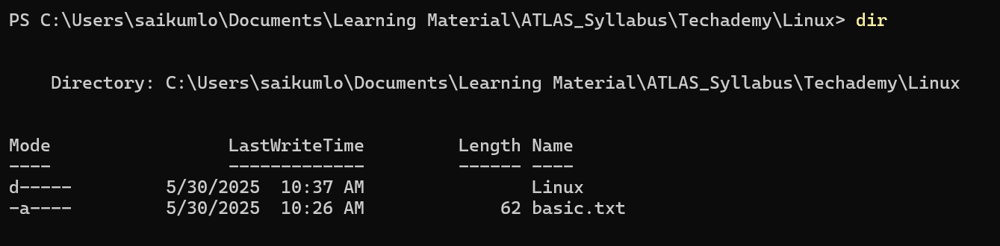 PS C:\Users\saikumlo\Documents\Learning Material\ATLAS_Syllabus\Techademy\Linux> dir
Directory: C:\Users\saikumlo\Documents\Learning Material\ATLAS_Syllabus\Techademy\Linux
Mode                 LastWriteTime         Length Name
----                 -------------         ------ ----
d-----         5/30/2025  10:37 AM                Linux
-a----         5/30/2025  10:26 AM             62 basic.txt